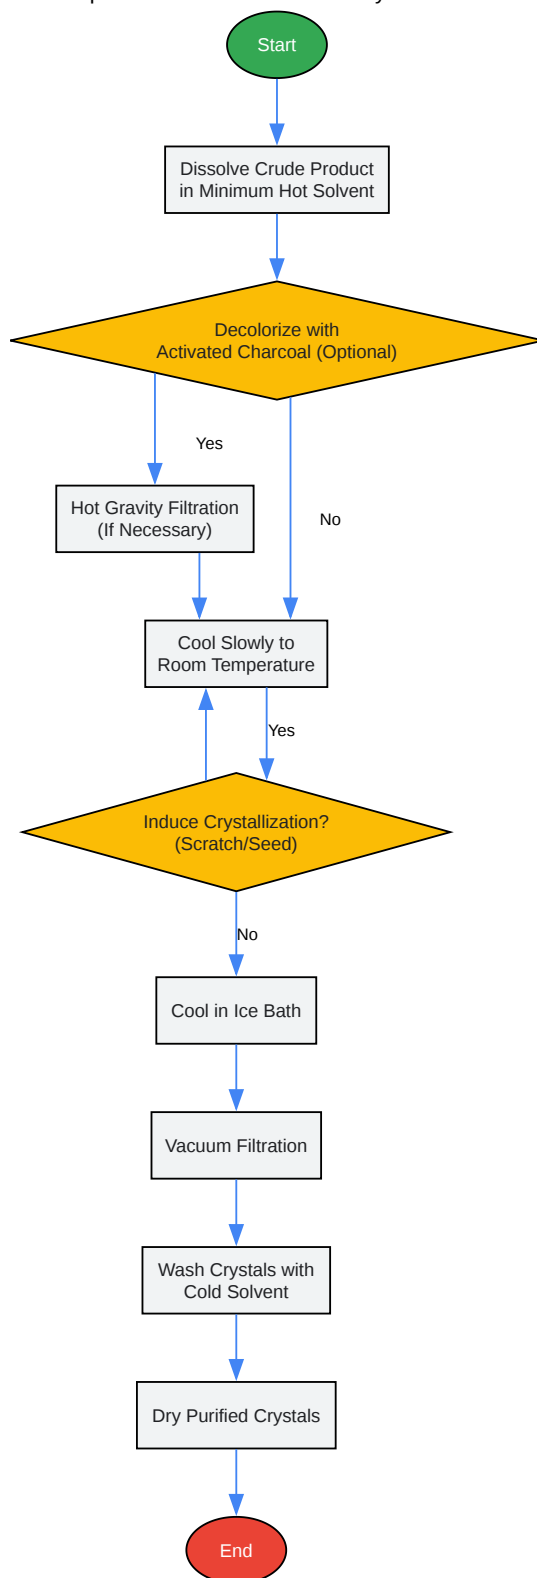 Start
Dissolve Crude Product
in Minimum Hot Solvent
Decolorize with
Activated Charcoal (Optional)
Yes
Hot Gravity Filtration
(If Necessary)
No
Cool Slowly to
Room Temperature
Yes
Induce Crystallization?
(Scratch/Seed)
No
Cool in Ice Bath
Vacuum Filtration
Wash Crystals with
Cold Solvent
Dry Purified Crystals
End